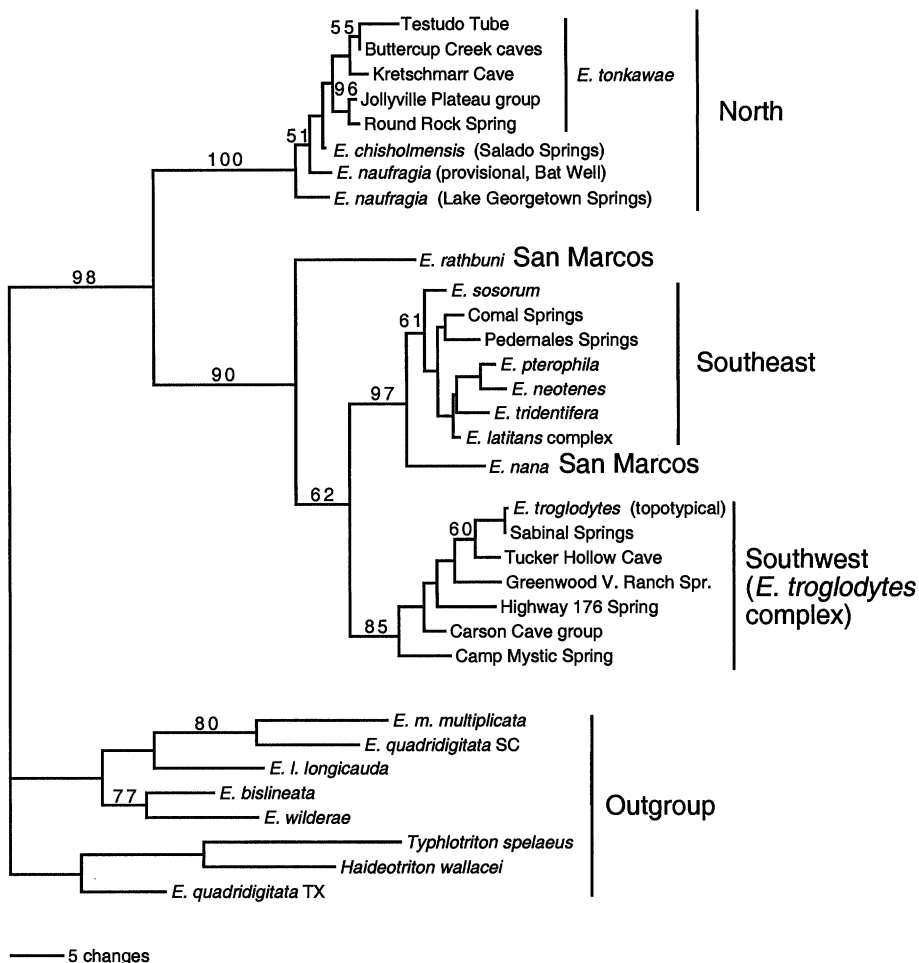 55
Testudo Tube
Buttercup Creek caves
Kretschmarr Cave
E. tonkawae
96
Jollyville Plateau group
Round Rock Spring
North
51
E. chisholmensis (Salado Springs)
100
E. naufragia (provisional, Bat Well)
E. naufragia (Lake Georgetown Springs)
98
E. rathbuni San Marcos
E. sosorum
61
Comal Springs
Pedernales Springs
E. pterophila
Southeast
90
E. neotenes
97
E. tridentifera
E. latitans complex
E. nana San Marcos
62
E. troglodytes (topotypical)
60
Sabinal Springs
Tucker Hollow Cave
Greenwood V. Ranch Spr.
Highway 176 Spring
Southwest
(E. troglodytes
complex)
85
Carson Cave group
Camp Mystic Spring
80
E. m. multiplicata
E. quadridigitata SC
E. l. longicauda
77
E. bislineata
E. wilderae
Outgroup
Typhlotriton spelaeus
Haideotriton wallacei
E. quadridigitata TX
5 changes